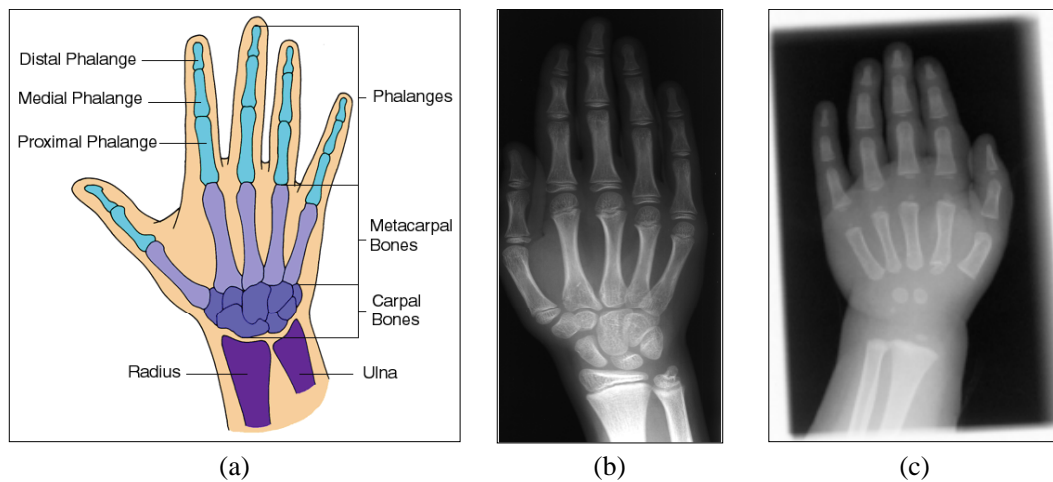 Distal Phalange
Medial Phalange
Proximal Phalange
Phalanges
Metacarpal
Bones
Carpal
Bones
Radius
Ulna
(a)
(b)
(c)